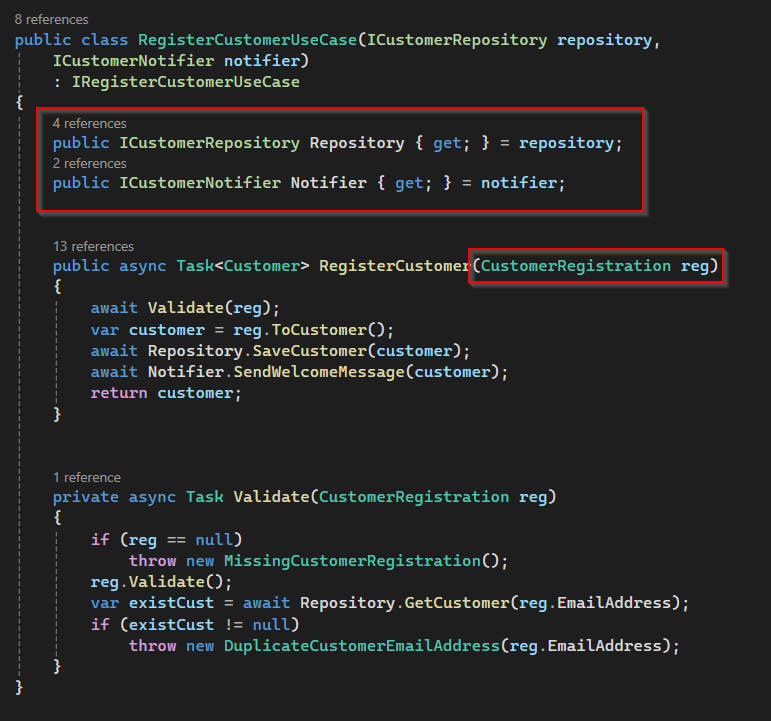 8 references
public class RegisterCustomerUseCase(ICustomerRepository repository,
ICustomerNotifier notifier)
: IRegisterCustomerUseCase
{
4 references
public ICustomerRepository Repository { get; } = repository;
2 references
public ICustomerNotifier Notifier { get; } = notifier;
13 references
public async Task<Customer> RegisterCustomer(CustomerRegistration reg)
{
await Validate(reg);
var customer = reg.ToCustomer();
await Repository.SaveCustomer(customer);
await Notifier.SendWelcomeMessage(customer);
return customer;
}
1 reference
private async Task Validate(CustomerRegistration reg)
{
if (reg == null)
throw new MissingCustomerRegistration();
reg.Validate();
var existCust = await Repository.GetCustomer(reg.EmailAddress);
if (existCust != null)
throw new DuplicateCustomerEmailAddress(reg.EmailAddress);
}
}